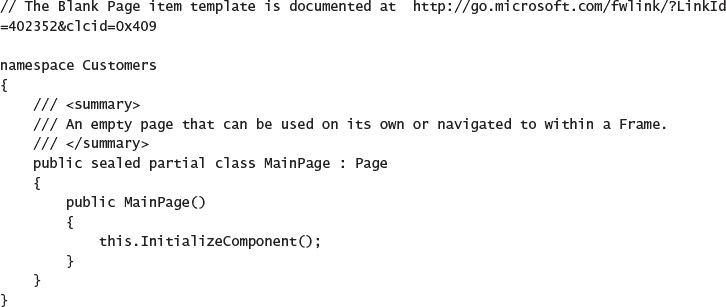 // The Blank Page item template is documented at  http://go.microsoft.com/fwlink/?LinkId
=402352&clcid=0x409
namespace Customers
{
    /// <summary>
    /// An empty page that can be used on its own or navigated to within a Frame.
    /// </summary>
    public sealed partial class MainPage : Page
    {
        public MainPage()
        {
            this.InitializeComponent();
        }
    }
}